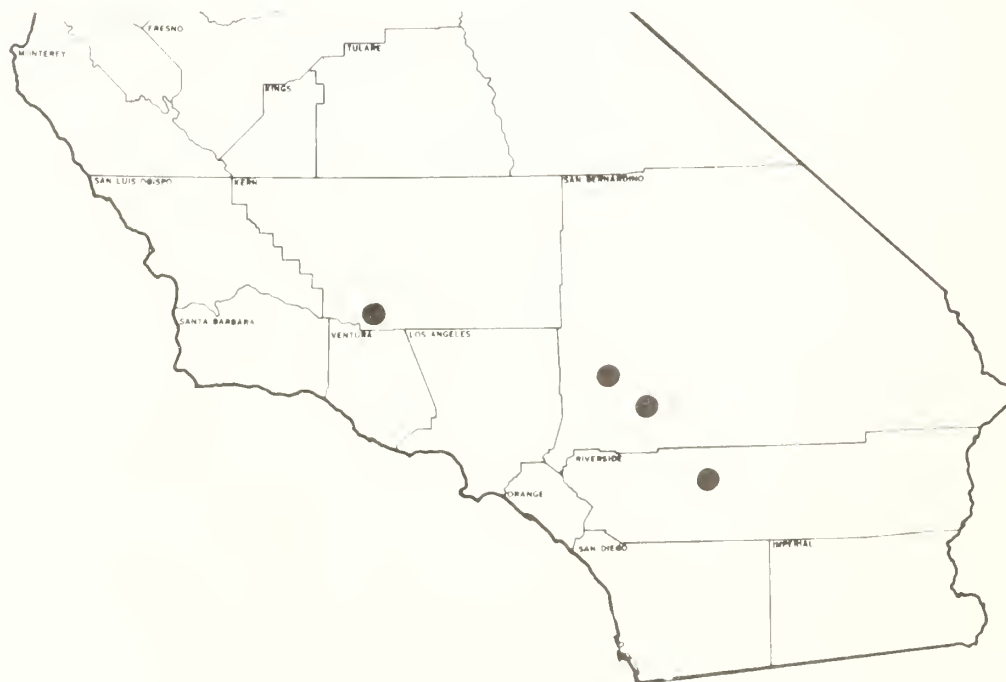 FRESNO
MONTEREY
TULARE
KINGS
SAN LUIS OBISPO
KERN
SAN BERNARDINO
SANTA BARBARA
VENTURA
LOS ANGELES
RIVERSIDE
ORANGE
SAN DIEGO
IMPERIAL